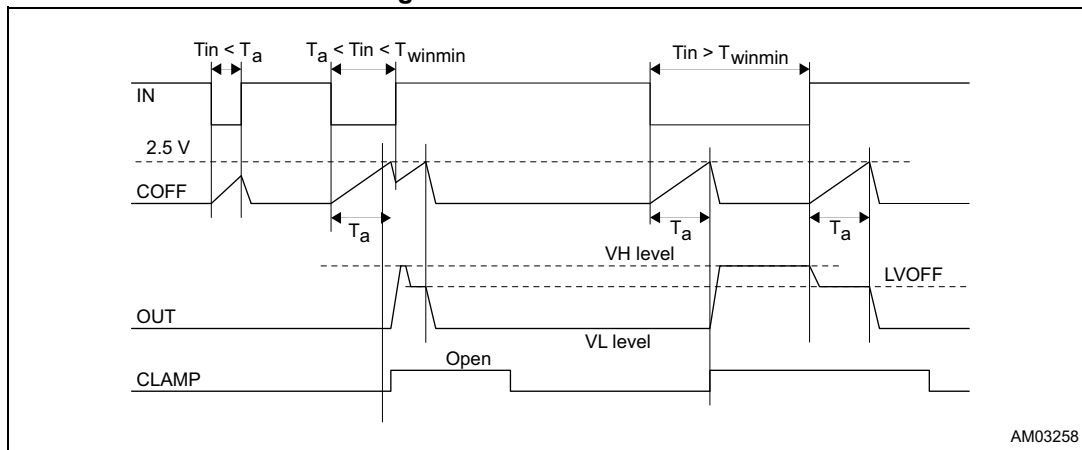 Tin < Ta
Ta < Tin < Twinmin
Tin > Twinmin
IN
2.5 V
COFF
Ta
Ta
Ta
VH level
LVOFF
OUT
VL level
Open
CLAMP
AM03258